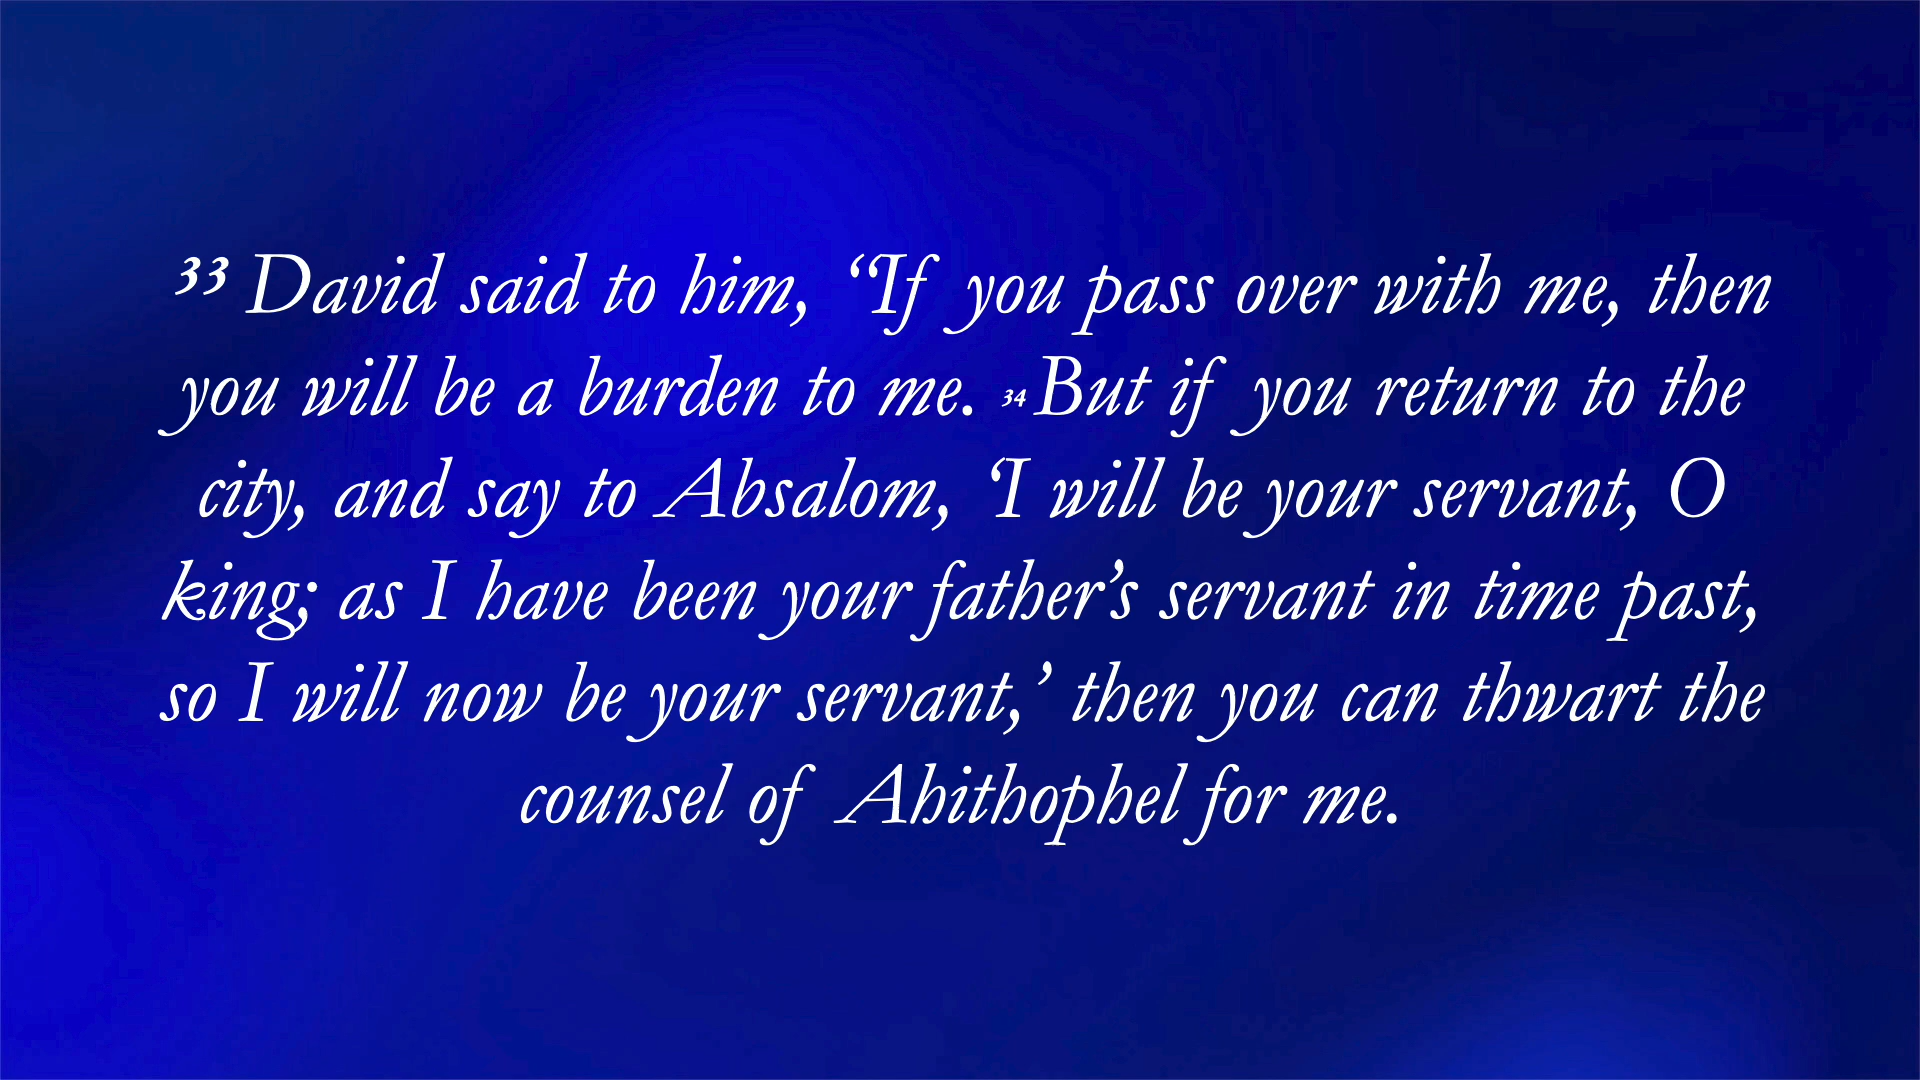 33 David said to him, “If you pass over with me, then
you will be a burden to me. 34 But if you return to the
city, and say to Absalom, ‘I will be your servant, O
king; as I have been your father’s servant in time past,
so I will now be your servant,’ then you can thwart the
counsel of Ahithophel for me.